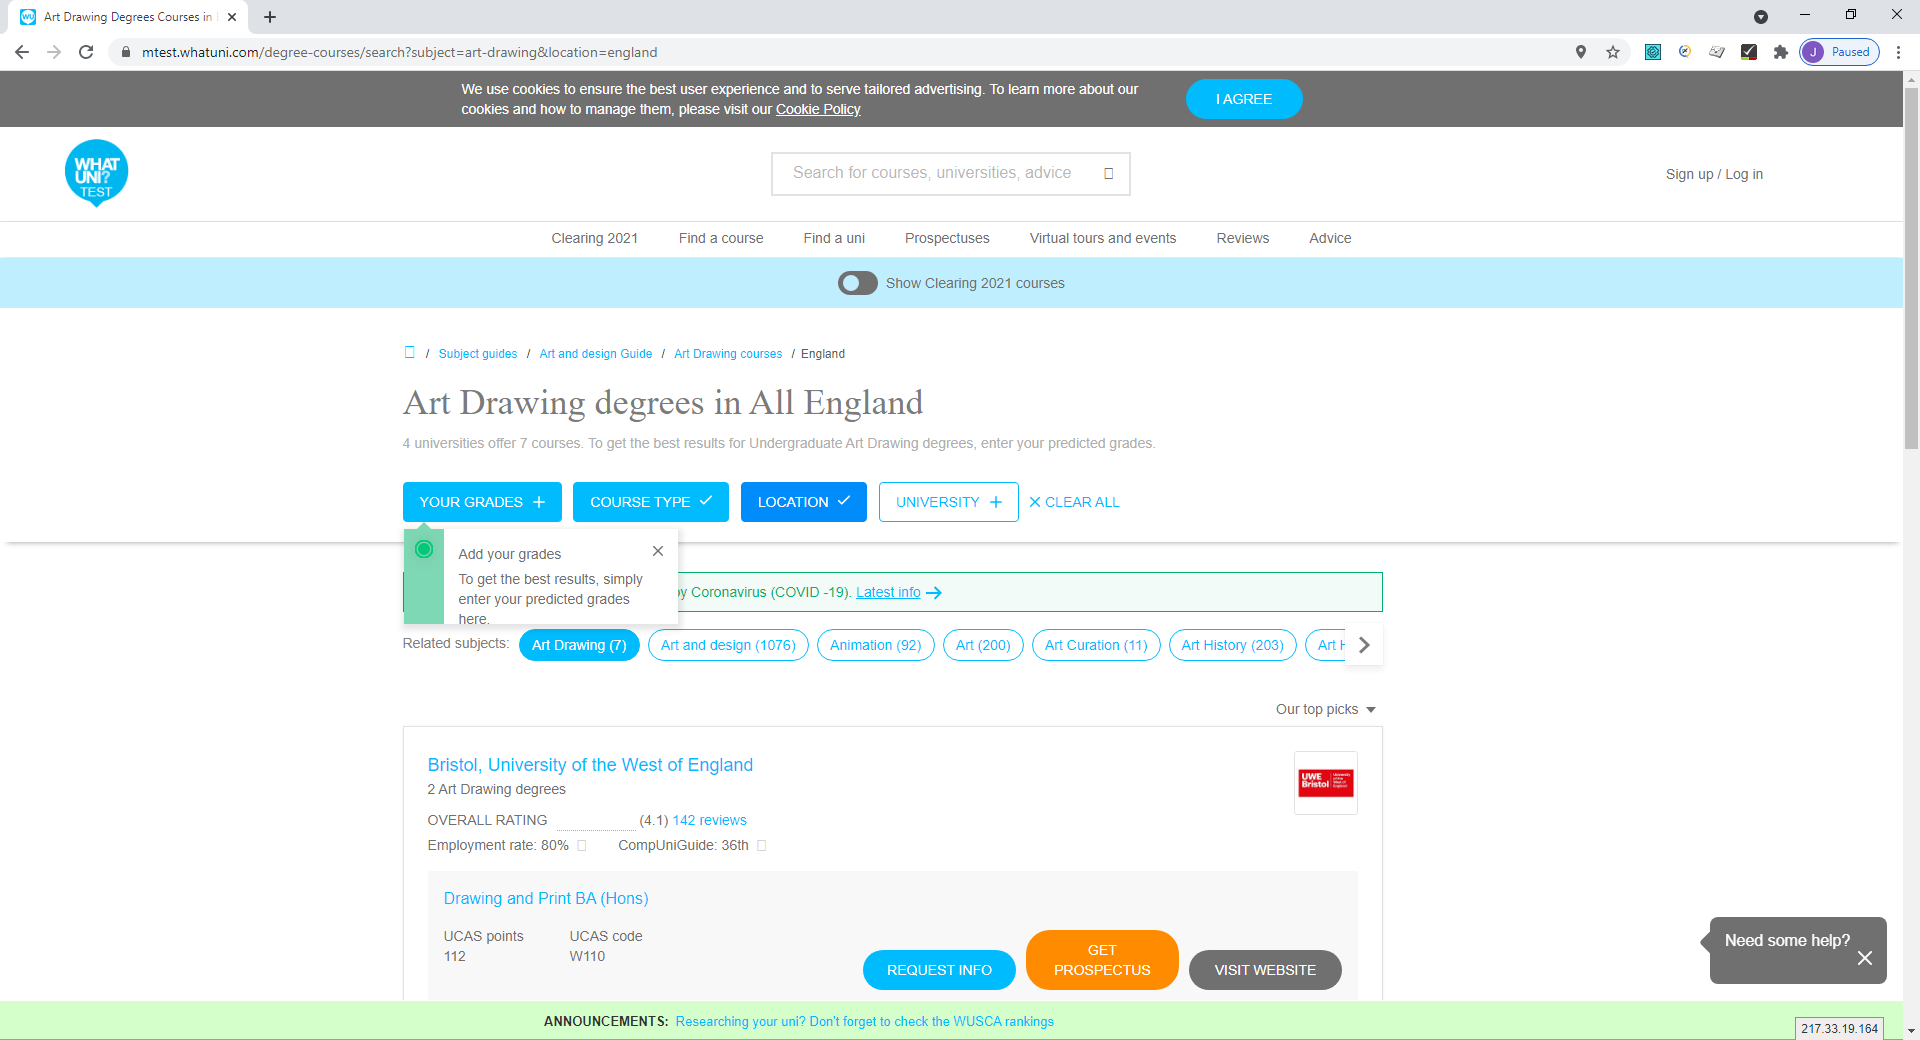 Art Drawing Degrees Courses in
mtest.whatuni.com/degree-courses/search?subject=art-drawing&location=england
J Paused
We use cookies to ensure the best user experience and to serve tailored advertising. To learn more about our
cookies and how to manage them, please visit our Cookie Policy
I AGREE
WHAT
UNI?
TEST
Search for courses, universities, advice
Sign up / Log in
Clearing 2021 Find a course Find a uni Prospectuses Virtual tours and events Reviews Advice
Show Clearing 2021 courses
/ Subject guides / Art and design Guide / Art Drawing courses / England
Art Drawing degrees in All England
4 universities offer 7 courses. To get the best results for Undergraduate Art Drawing degrees, enter your predicted grades.
YOUR GRADES COURSE TYPE LOCATION UNIVERSITY CLEAR ALL
Add your grades
To get the best results, simply
enter your predicted grades
here.
by Coronavirus (COVID -19). Latest info
Related subjects: Art Drawing (7) Art and design (1076) Animation (92) Art (200) Art Curation (11) Art History (203) Art H
Our top picks
Bristol, University of the West of England
UWE Bristol University of the West of England
2 Art Drawing degrees
OVERALL RATING (4.1) 142 reviews
Employment rate: 80% CompUniGuide: 36th
Drawing and Print BA (Hons)
UCAS points UCAS code
112 W110
REQUEST INFO
GET
PROSPECTUS
VISIT WEBSITE
Need some help?
ANNOUNCEMENTS: Researching your uni? Don't forget to check the WUSCA rankings
217.33.19.164